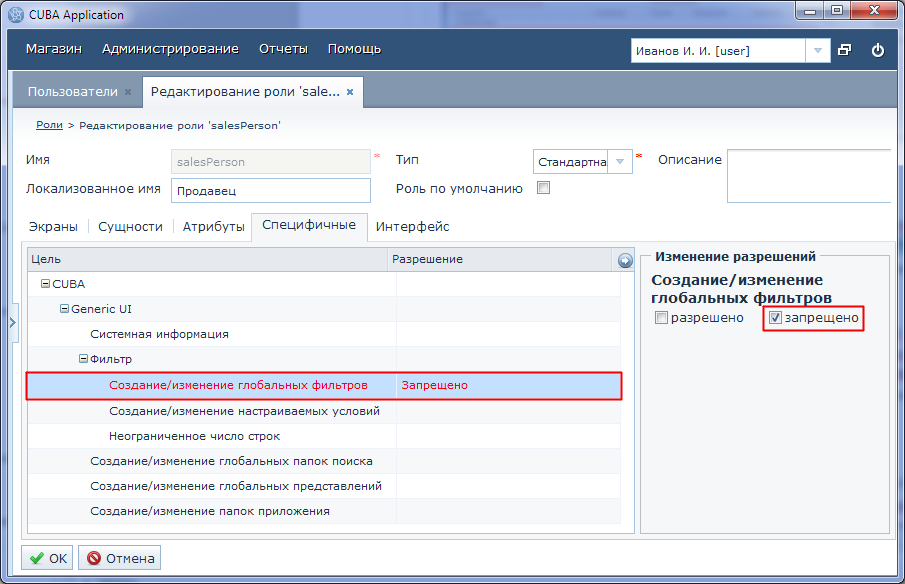 CUBA Application
Магазин Администрирование Отчеты Помощь Иванов И. И. [user]
Пользователи × Редактирование роли 'sale... ×
Роли > Редактирование роли 'salesPerson'
Имя salesPerson * Тип Стандартна * Описание
Локализованное имя Продавец Роль по умолчанию
Экраны Сущности Атрибуты Специфичные Интерфейс
Цель Разрешение
CUBA
Generic UI
Системная информация
Фильтр
Создание/изменение глобальных фильтров Запрещено
Создание/изменение настраиваемых условий
Неограниченное число строк
Создание/изменение глобальных папок поиска
Создание/изменение глобальных представлений
Создание/изменение папок приложения
Изменение разрешений
Создание/изменение
глобальных фильтров
разрешено запрещено
OK Отмена